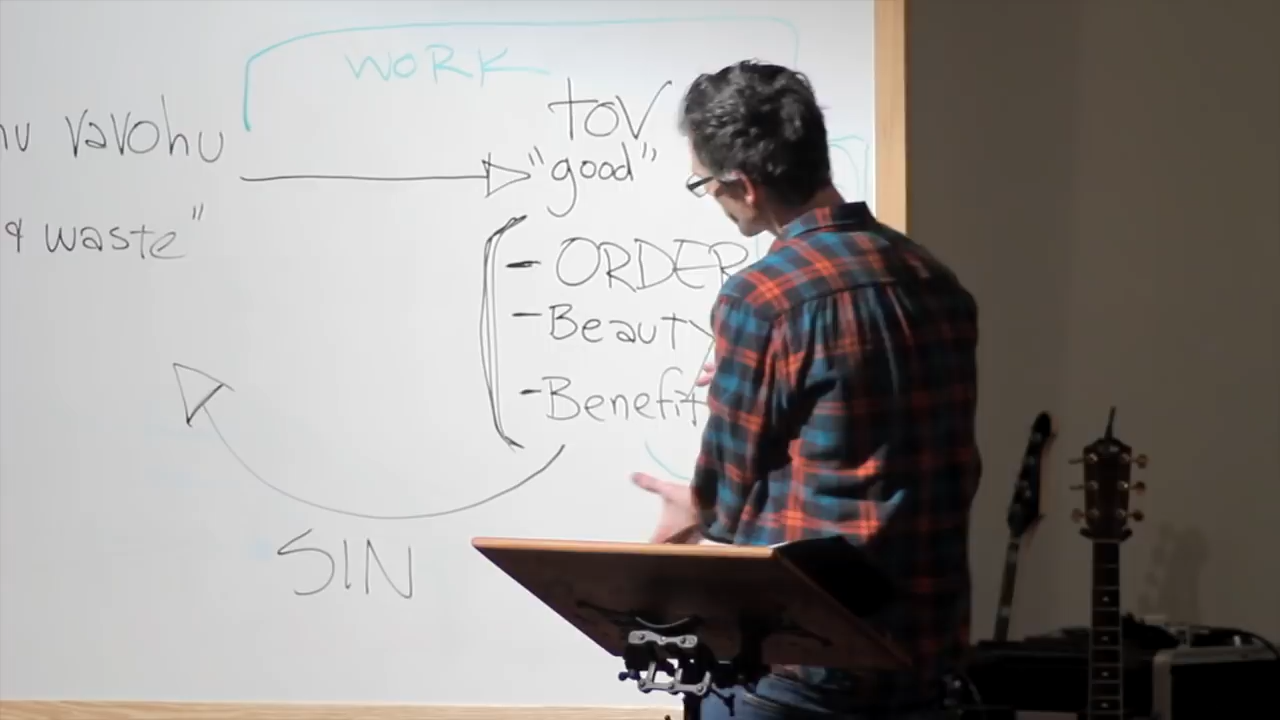 WORK
vavohu
tov
"good"
& waste"
- ORDER
- Beauty
- Benefit
SIN